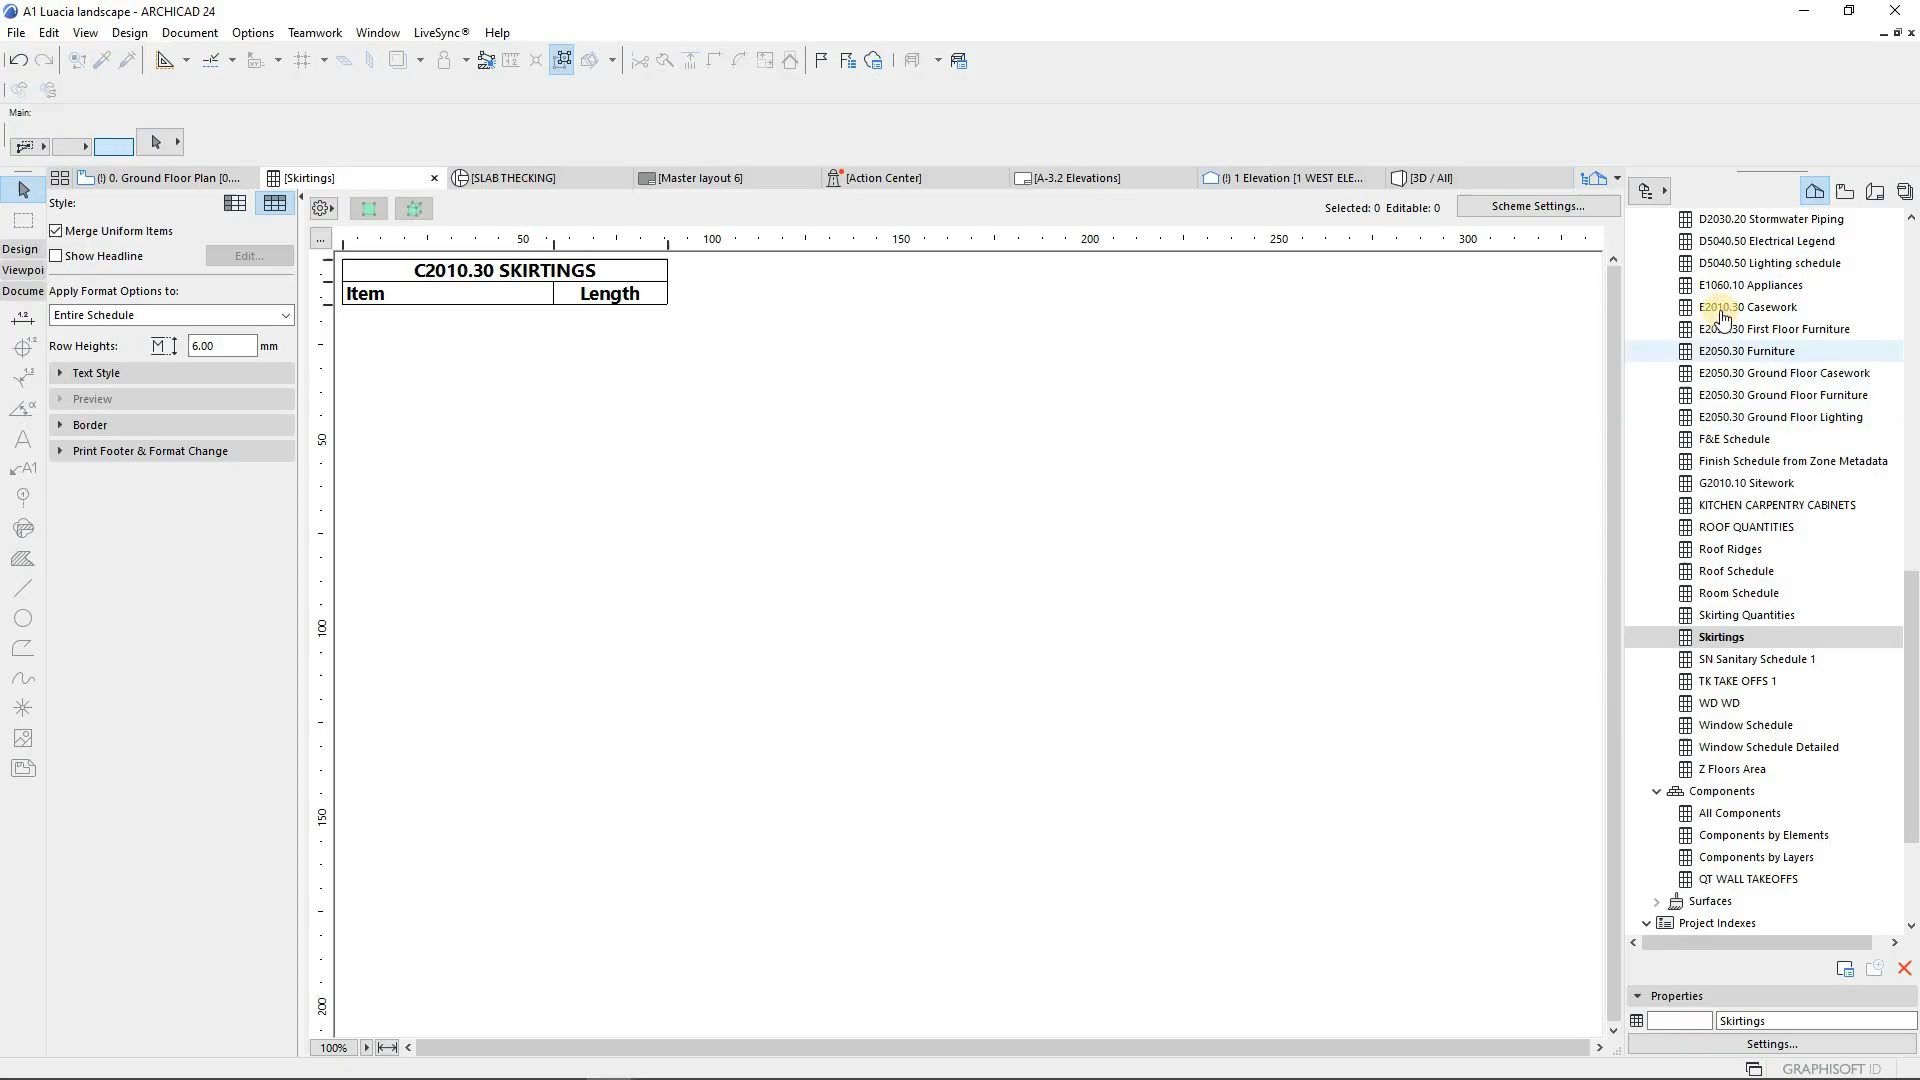 A1 Luacia landscape - ARCHICAD 24
File Edit View Design Document Options Teamwork Window LiveSync® Help
Main:
(!) 0. Ground Floor Plan [0....
[Skirtings]
[SLAB THECKING]
[Master layout 6]
[Action Center]
[A-3.2 Elevations]
(!) 1 Elevation [1 WEST ELE...
[3D / All]
Style:
Merge Uniform Items
Show Headline
Edit...
Apply Format Options to:
Entire Schedule
Row Heights:
6.00
mm
Text Style
Preview
Border
Print Footer & Format Change
Design
Viewpoi
Docume
Selected: 0 Editable: 0
Scheme Settings...
50 100 150 200 250 300
C2010.30 SKIRTINGS
Item Length
50
100
150
200
100%
D2030.20 Stormwater Piping
D5040.50 Electrical Legend
D5040.50 Lighting schedule
E1060.10 Appliances
E2010.30 Casework
First Floor Furniture
E2050.30 Furniture
E2050.30 Ground Floor Casework
E2050.30 Ground Floor Furniture
E2050.30 Ground Floor Lighting
F&E Schedule
Finish Schedule from Zone Metadata
G2010.10 Sitework
KITCHEN CARPENTRY CABINETS
ROOF QUANTITIES
Roof Ridges
Roof Schedule
Room Schedule
Skirting Quantities
Skirtings
SN Sanitary Schedule 1
TK TAKE OFFS 1
WD WD
Window Schedule
Window Schedule Detailed
Z Floors Area
Components
All Components
Components by Elements
Components by Layers
QT WALL TAKEOFFS
Surfaces
Project Indexes
Properties
Skirtings
Settings...
GRAPHISOFT ID